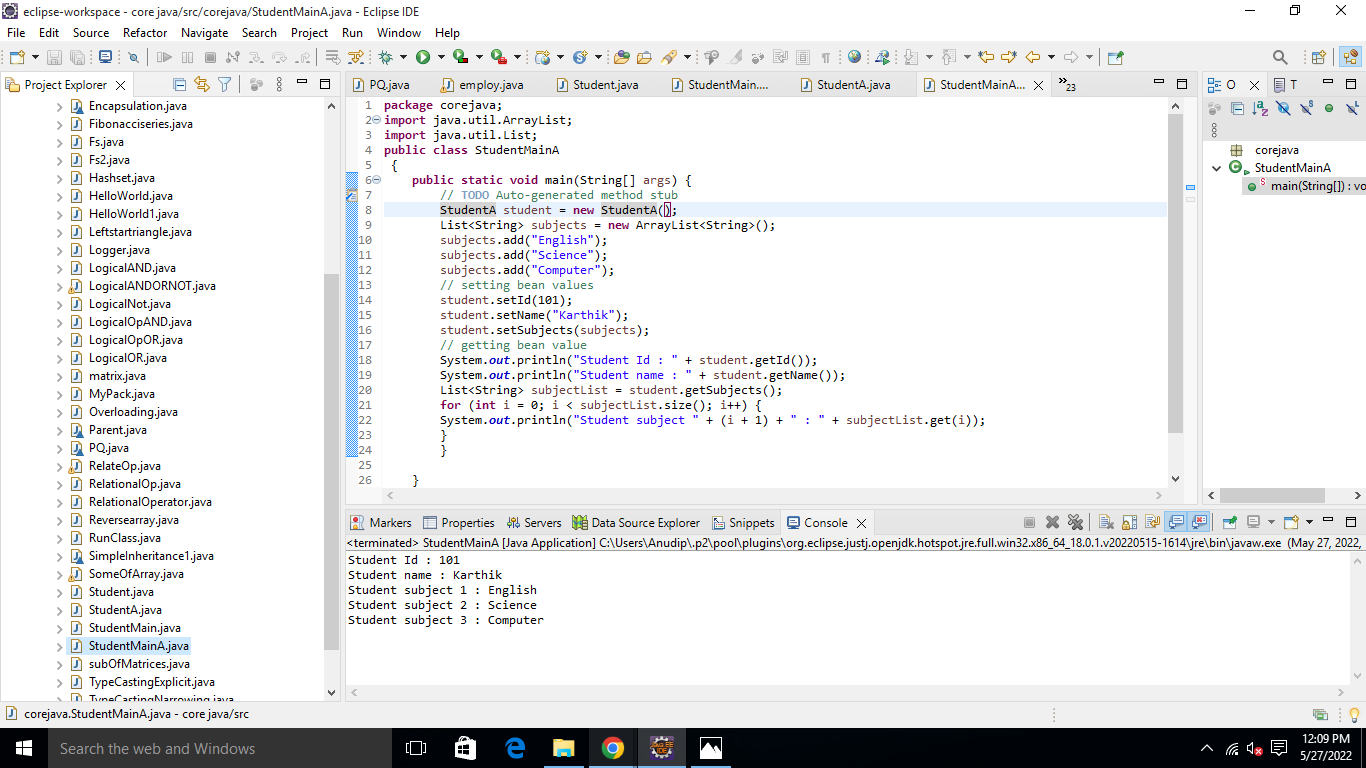 eclipse-workspace - core java/src/corejava/StudentMainA.java - Eclipse IDE
File Edit Source Refactor Navigate Search Project Run Window Help
Project Explorer
Encapsulation.java
Fibonacciseries.java
Fs.java
Fs2.java
Hashset.java
HelloWorld.java
HelloWorld1.java
Leftstartriangle.java
Logger.java
LogicalAND.java
LogicalANDORNOT.java
LogicalNot.java
LogicalOpAND.java
LogicalOpOR.java
LogicalOR.java
matrix.java
MyPack.java
Overloading.java
Parent.java
PQ.java
RelateOp.java
RelationalOp.java
RelationalOperator.java
Reversearray.java
RunClass.java
SimpleInheritance1.java
SomeOfArray.java
Student.java
StudentA.java
StudentMain.java
StudentMainA.java
subOfMatrices.java
TypeCastingExplicit.java
TypeCastingNarrowing.java
PQ.java employ.java Student.java StudentMain.... StudentA.java StudentMainA... 23
1 package corejava;
2 import java.util.ArrayList;
3 import java.util.List;
4 public class StudentMainA
5 {
6 public static void main(String[] args) {
7 // TODO Auto-generated method stub
8 StudentA student = new StudentA();
9 List<String> subjects = new ArrayList<String>();
10 subjects.add("English");
11 subjects.add("Science");
12 subjects.add("Computer");
13 // setting bean values
14 student.setId(101);
15 student.setName("Karthik");
16 student.setSubjects(subjects);
17 // getting bean value
18 System.out.println("Student Id : " + student.getId());
19 System.out.println("Student name : " + student.getName());
20 List<String> subjectList = student.getSubjects();
21 for (int i = 0; i < subjectList.size(); i++) {
22 System.out.println("Student subject " + (i + 1) + " : " + subjectList.get(i));
23 }
24 }
25
26 }
O T
corejava
StudentMainA
main(String[]) : vo
Markers Properties Servers Data Source Explorer Snippets Console
<terminated> StudentMainA [Java Application] C:\Users\Anudip\.p2\pool\plugins\org.eclipse.justj.openjdk.hotspot.jre.full.win32.x86_64_18.0.1.v20220515-1614\jre\bin\javaw.exe (May 27, 2022,
Student Id : 101
Student name : Karthik
Student subject 1 : English
Student subject 2 : Science
Student subject 3 : Computer
corejava.StudentMainA.java - core java/src
Search the web and Windows
12:09 PM
5/27/2022